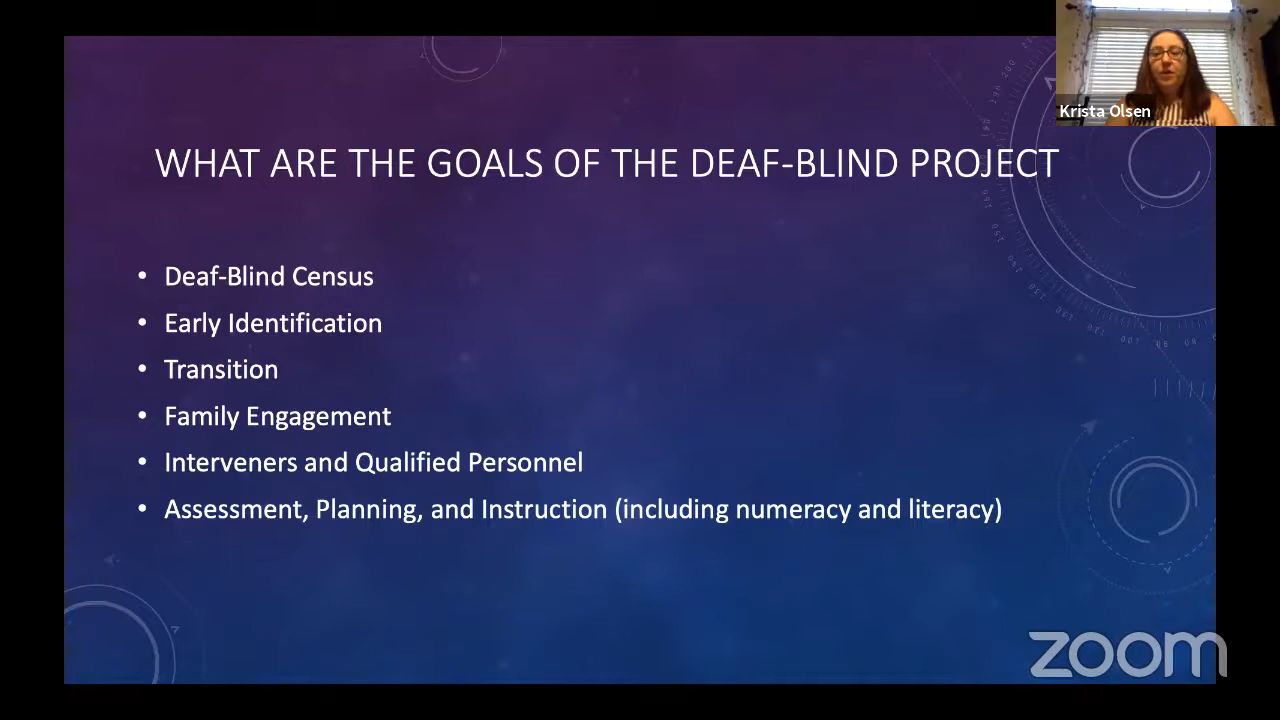 Krista Olsen
WHAT ARE THE GOALS OF THE DEAF-BLIND PROJECT
• Deaf-Blind Census
• Early Identification
• Transition
• Family Engagement
• Interveners and Qualified Personnel
• Assessment, Planning, and Instruction (including numeracy and literacy)
zoom